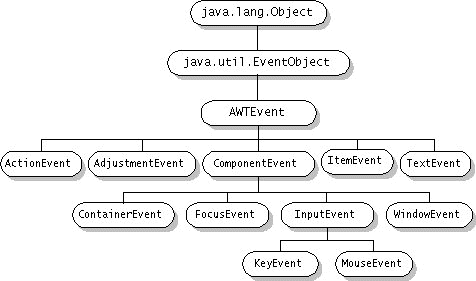 java.lang.Object
java.util.EventObject
AWTEvent
ActionEvent
AdjustmentEvent
ComponentEvent
ItemEvent
TextEvent
ContainerEvent
FocusEvent
InputEvent
WindowEvent
KeyEvent
MouseEvent